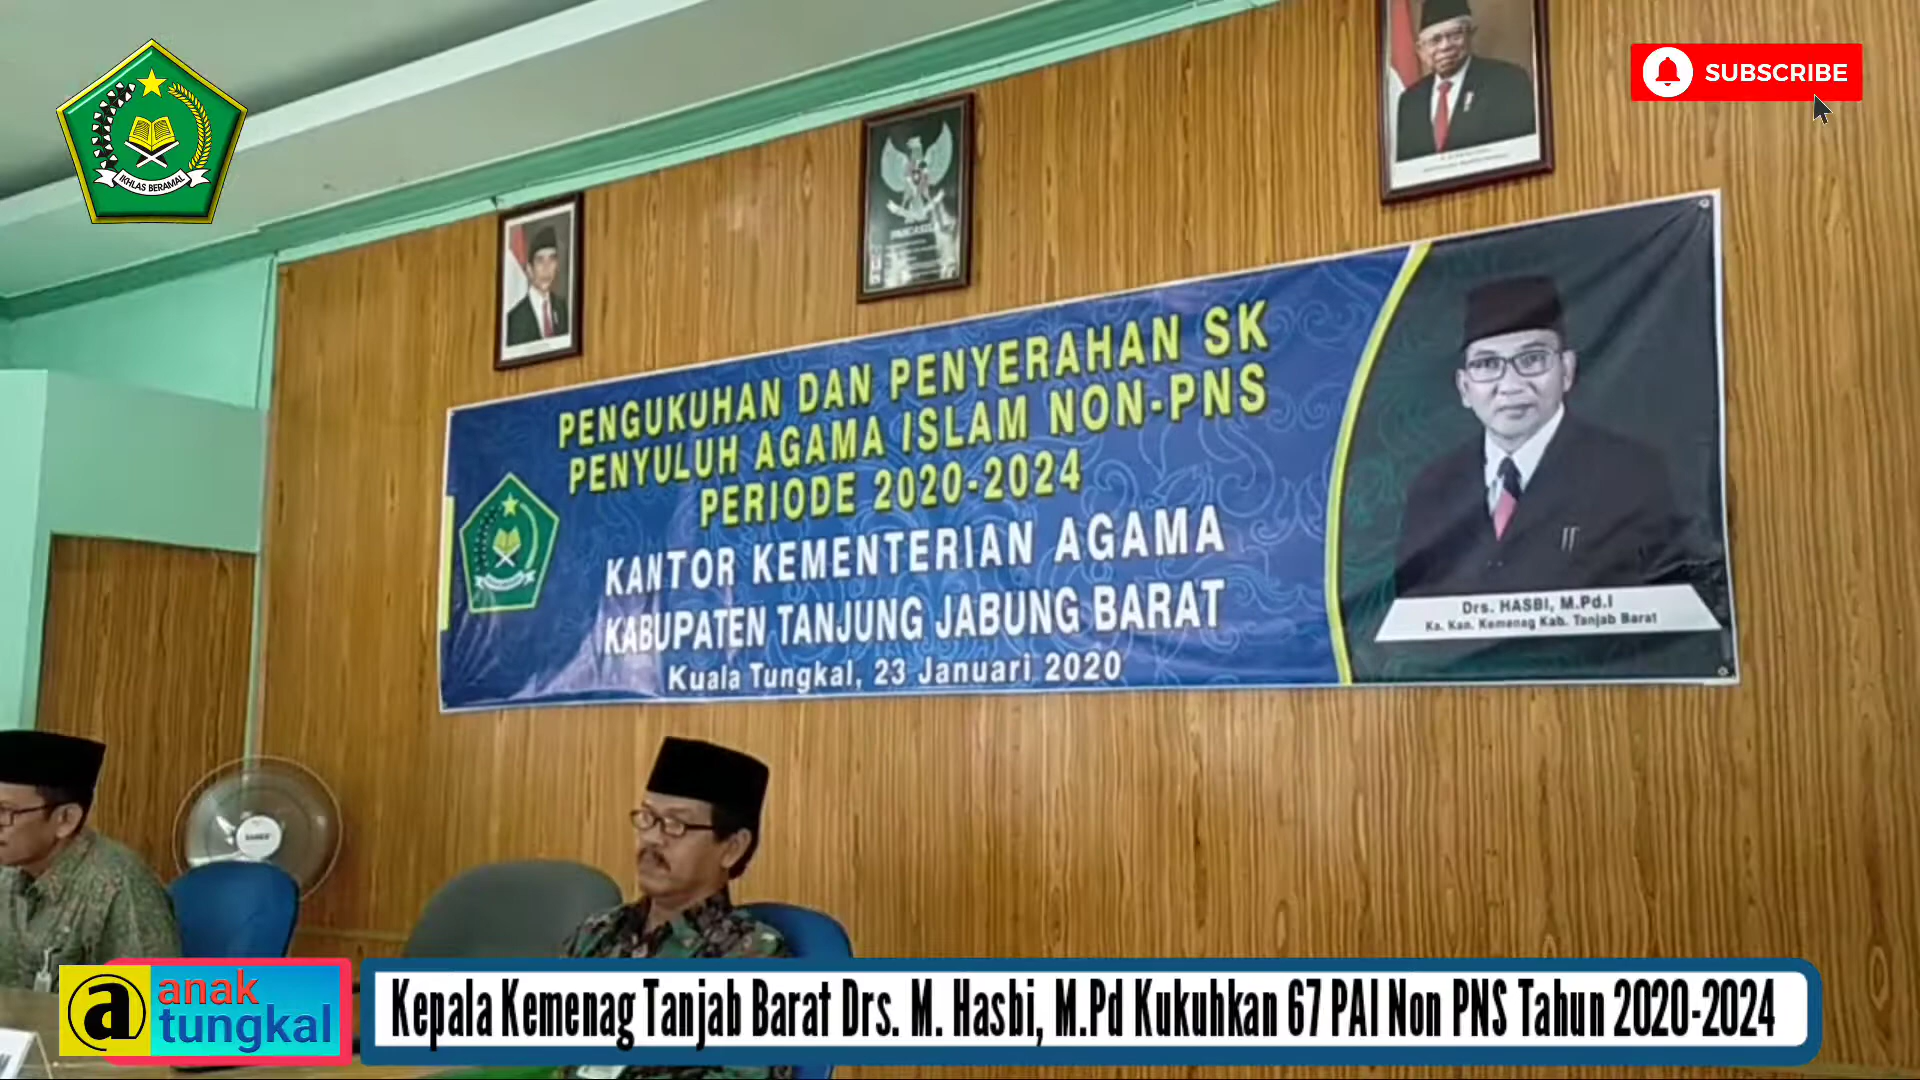 IKHLAS BERAMAL
SUBSCRIBE
PANCASILA
PENGUKUHAN DAN PENYERAHAN SK
PENYULUH AGAMA ISLAM NON-PNS
PERIODE 2020-2024
KANTOR KEMENTERIAN AGAMA
KABUPATEN TANJUNG JABUNG BARAT
Kuala Tungkal, 23 Januari 2020
Drs. HASBI, M.Pd.I
Ka. Kan. Kemenag Kab. Tanjab Barat
a anak
tungkal
Kepala Kemenag Tanjab Barat Drs. M. Hasbi, M.Pd Kukuhkan 67 PAI Non PNS Tahun 2020-2024